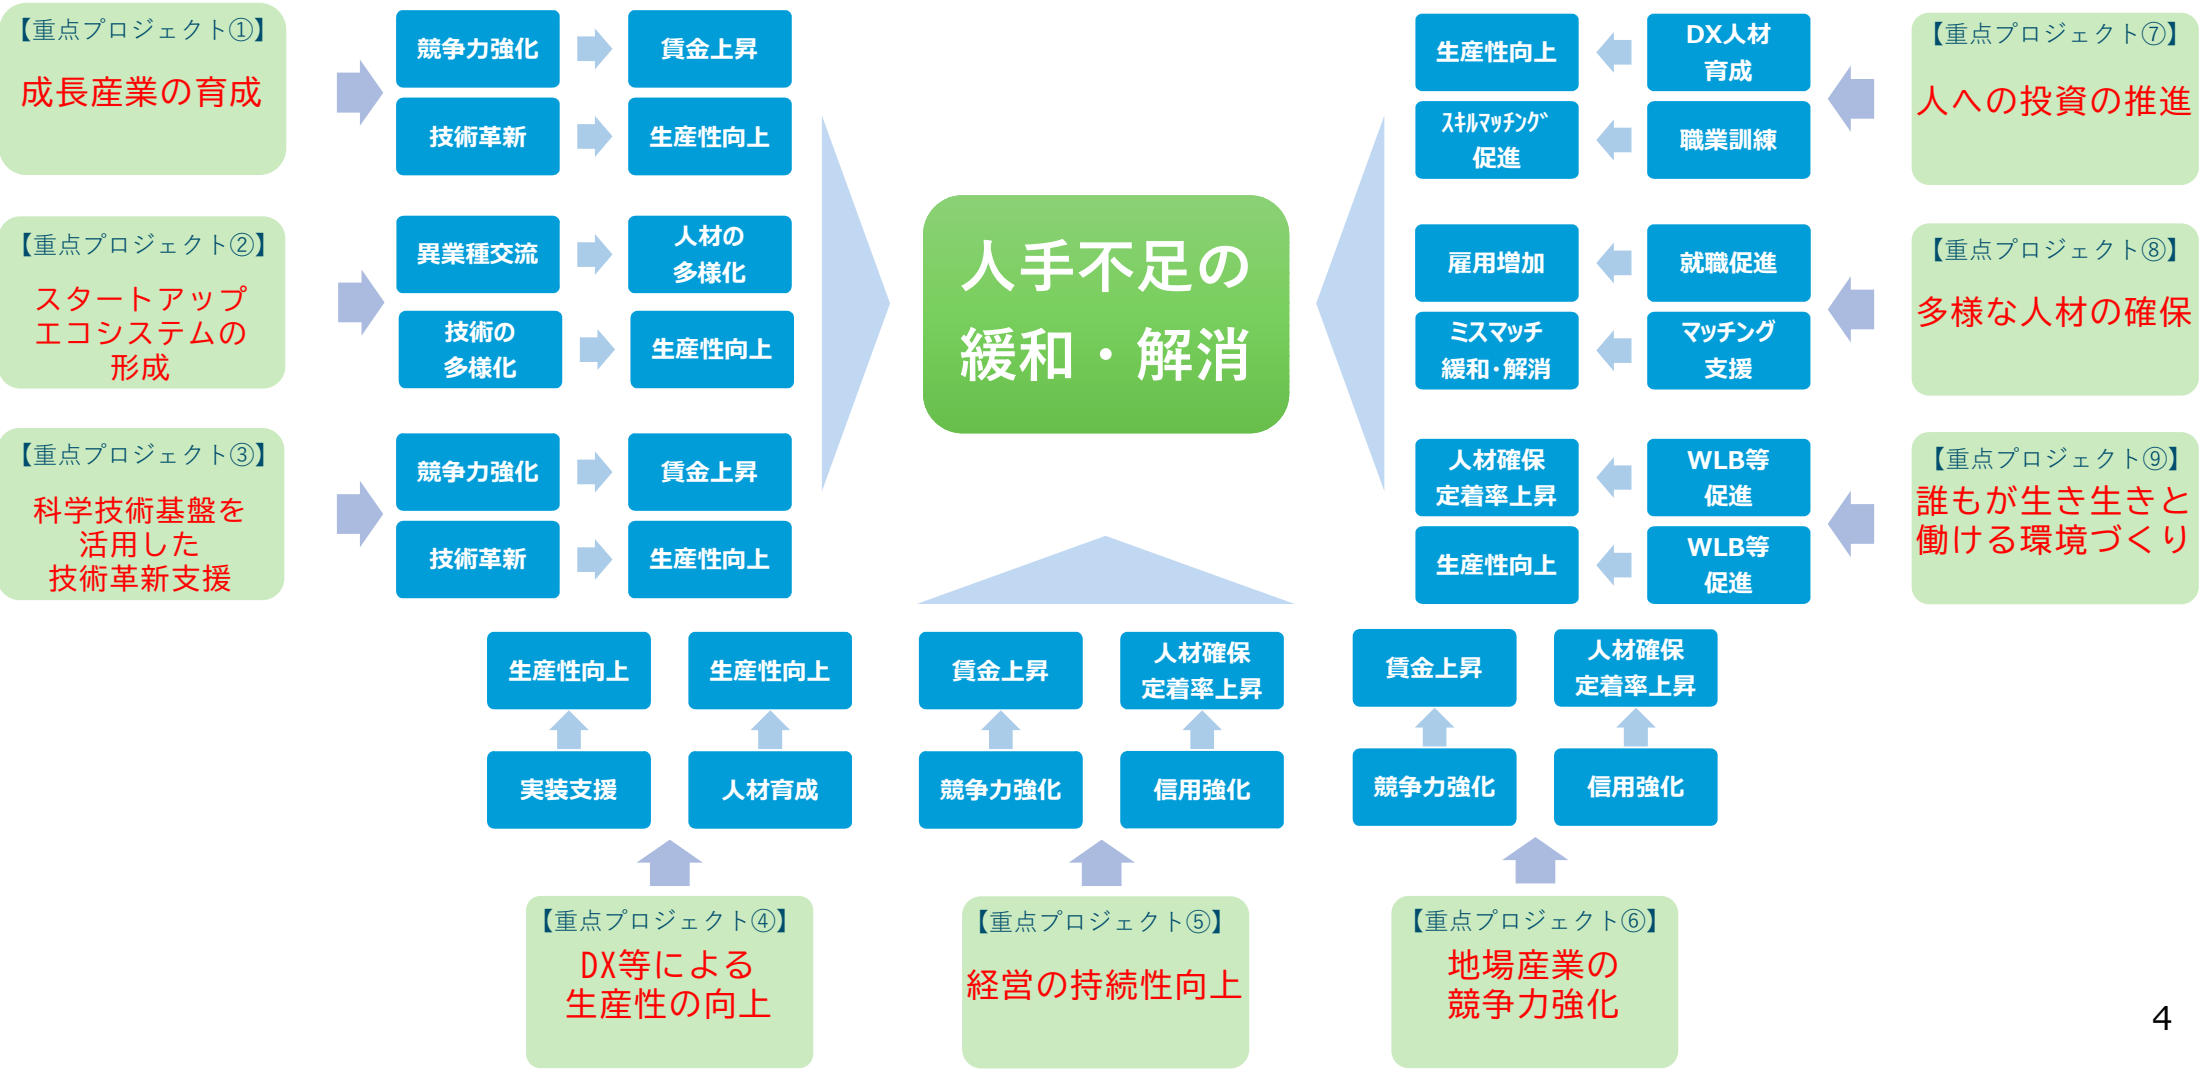 【重点プロジェクト①】
成長産業の育成
競争力強化
賃金上昇
技術革新
生産性向上
【重点プロジェクト②】
スタートアップ
エコシステムの
形成
異業種交流
人材の
多様化
技術の
多様化
生産性向上
【重点プロジェクト③】
科学技術基盤を
活用した
技術革新支援
競争力強化
賃金上昇
技術革新
生産性向上
人手不足の
緩和・解消
生産性向上
DX人材
育成
ｽｷﾙﾏｯﾁﾝｸﾞ
促進
職業訓練
【重点プロジェクト⑦】
人への投資の推進
雇用増加
就職促進
ミスマッチ
緩和・解消
マッチング
支援
【重点プロジェクト⑧】
多様な人材の確保
人材確保
定着率上昇
WLB等
促進
生産性向上
WLB等
促進
【重点プロジェクト⑨】
誰もが生き生きと
働ける環境づくり
生産性向上
生産性向上
実装支援
人材育成
【重点プロジェクト④】
DX等による
生産性の向上
賃金上昇
人材確保
定着率上昇
競争力強化
信用強化
【重点プロジェクト⑤】
経営の持続性向上
賃金上昇
人材確保
定着率上昇
競争力強化
信用強化
【重点プロジェクト⑥】
地場産業の
競争力強化
4